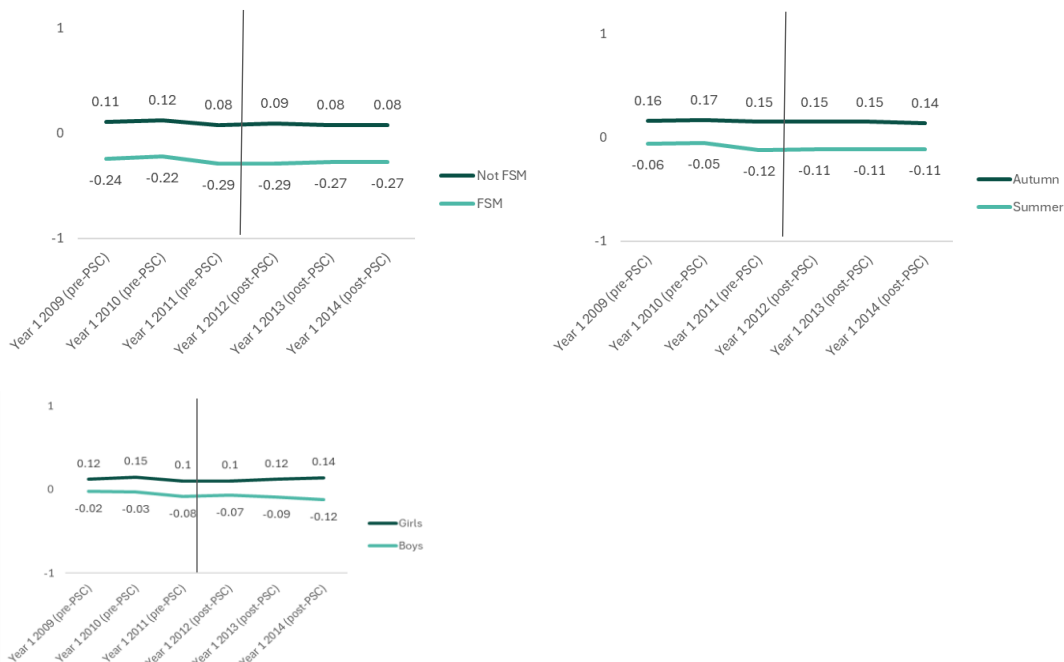 1
0.11 0.12 0.08 0.09 0.08 0.08
0
-0.24 -0.22 -0.29 -0.29 -0.27 -0.27
Not FSM
FSM
-1
Year 1 2009 (pre-PSC)
Year 1 2010 (pre-PSC)
Year 1 2011 (pre-PSC)
Year 1 2012 (post-PSC)
Year 1 2013 (post-PSC)
Year 1 2014 (post-PSC)
1
0.16 0.17 0.15 0.15 0.15 0.14
0
-0.06 -0.05 -0.12 -0.11 -0.11 -0.11
Autumn
Summer
-1
Year 1 2009 (pre-PSC)
Year 1 2010 (pre-PSC)
Year 1 2011 (pre-PSC)
Year 1 2012 (post-PSC)
Year 1 2013 (post-PSC)
Year 1 2014 (post-PSC)
1
0.12 0.15 0.1 0.1 0.12 0.14
0
-0.02 -0.03 -0.08 -0.07 -0.09 -0.12
Girls
Boys
-1
Year 1 2009 (pre-PSC)
Year 1 2010 (pre-PSC)
Year 1 2011 (pre-PSC)
Year 1 2012 (post-PSC)
Year 1 2013 (post-PSC)
Year 1 2014 (post-PSC)